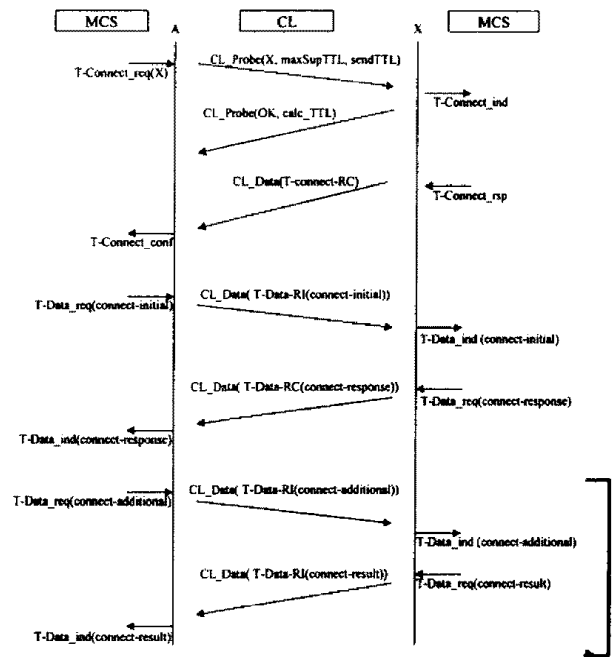 MCS
CL
MCS
A
X
CL_Probe(X, maxSupTTL, sendTTL)
T-Connect_req(X)
T-Connect_ind
CL_Probe(OK, calc_TTL)
CL_Data(T-connect-RC)
T-Connect_rsp
T-Connect_conf
CL_Data( T-Data-RI(connect-initial))
T-Data_req(connect-initial)
T-Data_ind (connect-initial)
CL_Data( T-Data-RC(connect-response))
T-Data_req(connect-response)
T-Data_ind(connect-response)
CL_Data( T-Data-RI(connect-additional))
T-Data_req(connect-additional)
T-Data_ind (connect-additional)
CL_Data( T-Data-RI(connect-result))
T-Data_req(connect-result)
T-Data_ind(connect-result)